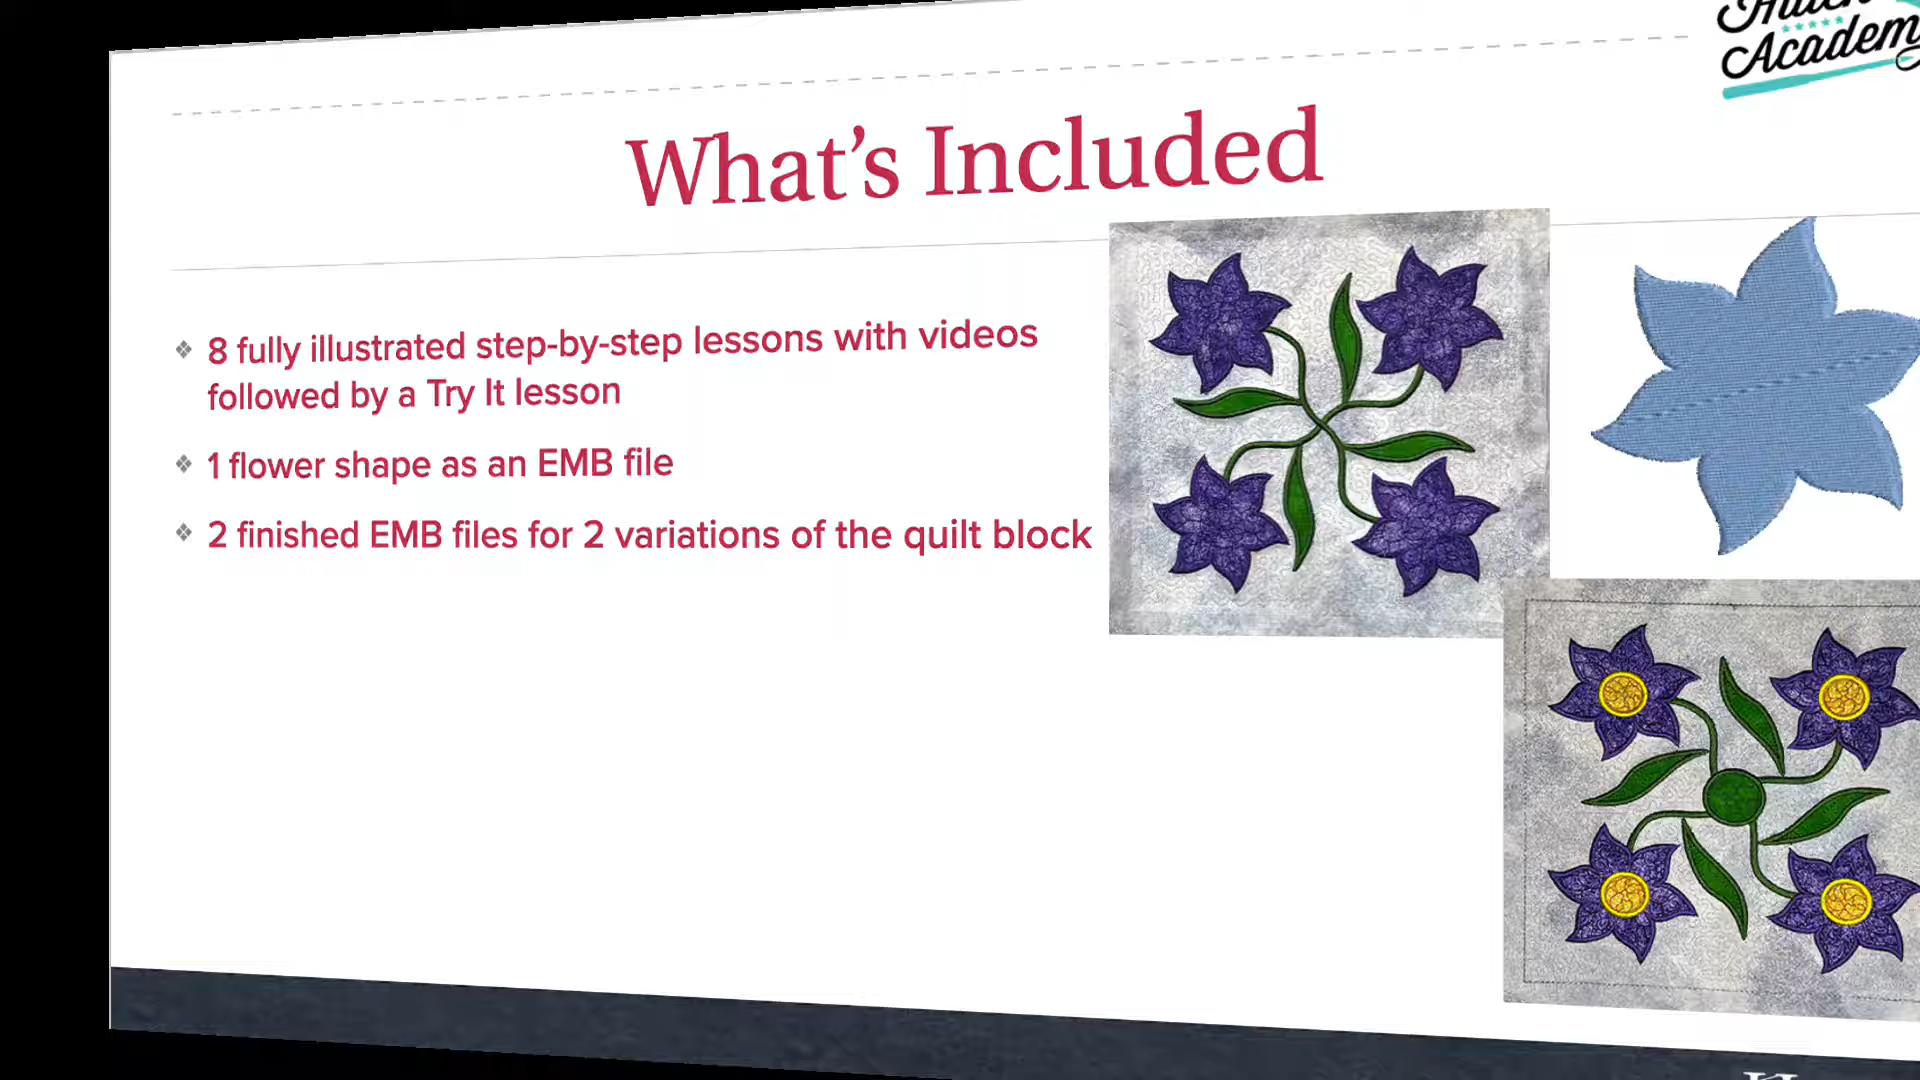 Academ
What's Included
❖ 8 fully illustrated step-by-step lessons with videos
followed by a Try It lesson
❖ 1 flower shape as an EMB file
❖ 2 finished EMB files for 2 variations of the quilt block